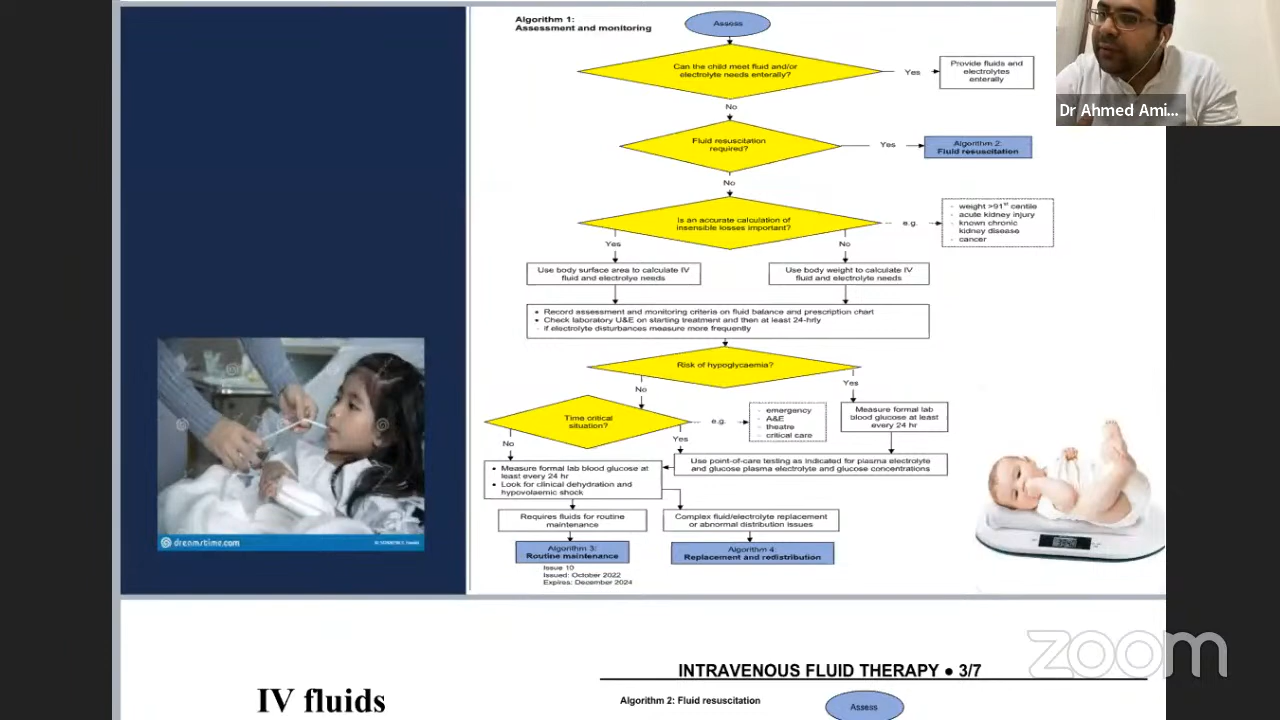 Algorithm 1:
Assessment and monitoring
Assess
Can the child meet fluid and/or
electrolyte needs enterally?
Yes
Provide fluids and
electrolytes
enterally
Dr Ahmed Ami...
No
Fluid resuscitation
required?
Yes
Algorithm 2:
Fluid resuscitation
No
Is an accurate calculation of
insensible losses important?
e.g.
- weight >91st centile
- acute kidney injury
- known chronic
kidney disease
- cancer
Yes
No
Use body surface area to calculate IV
fluid and electrolye needs
Use body weight to calculate IV
fluid and electrolyte needs
• Record assessment and monitoring criteria on fluid balance and prescription chart
• Check laboratory U&E on starting treatment and then at least 24-hrly
- if electrolyte disturbances measure more frequently
Risk of hypoglycaemia?
No
Yes
Time critical
situation?
e.g.
- emergency
- A&E
- theatre
- critical care
Measure formal lab
blood glucose at least
every 24 hr
No
Yes
Use point-of-care testing as indicated for plasma electrolyte
and glucose plasma electrolyte and glucose concentrations
• Measure formal lab blood glucose at
least every 24 hr
• Look for clinical dehydration and
hypovolaemic shock
Requires fluids for routine
maintenance
Complex fluid/electrolyte replacement
or abnormal distribution issues
Algorithm 3:
Routine maintenance
Algorithm 4:
Replacement and redistribution
Issue 10
Issued: October 2022
Expires: December 2024
dreamstime.com
zoom
INTRAVENOUS FLUID THERAPY • 3/7
IV fluids
Algorithm 2: Fluid resuscitation
Assess